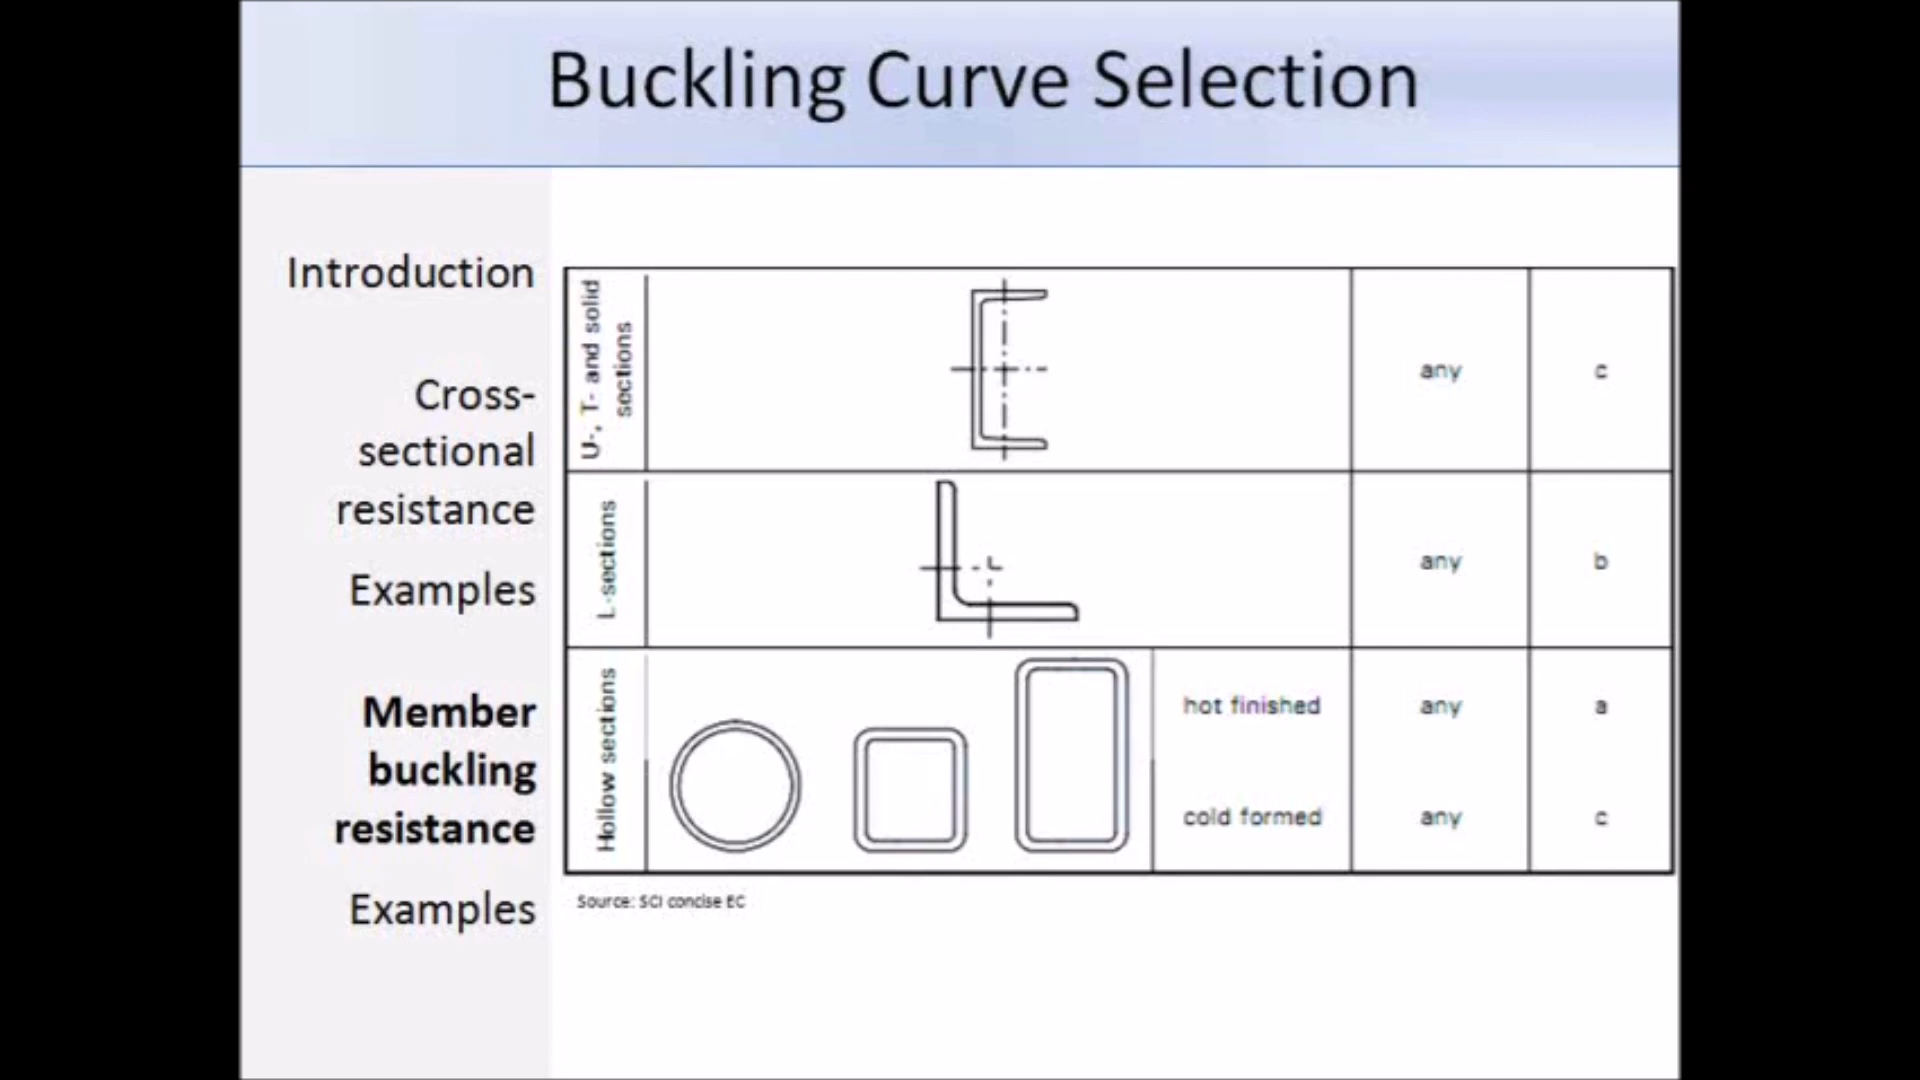 Buckling Curve Selection
Introduction
Cross-
sectional
resistance
Examples
Member
buckling
resistance
Examples
U-, T- and solid
sections
any
c
L-sections
any
b
Hollow sections
hot finished
any
a
cold formed
any
c
Source: SCI concise EC